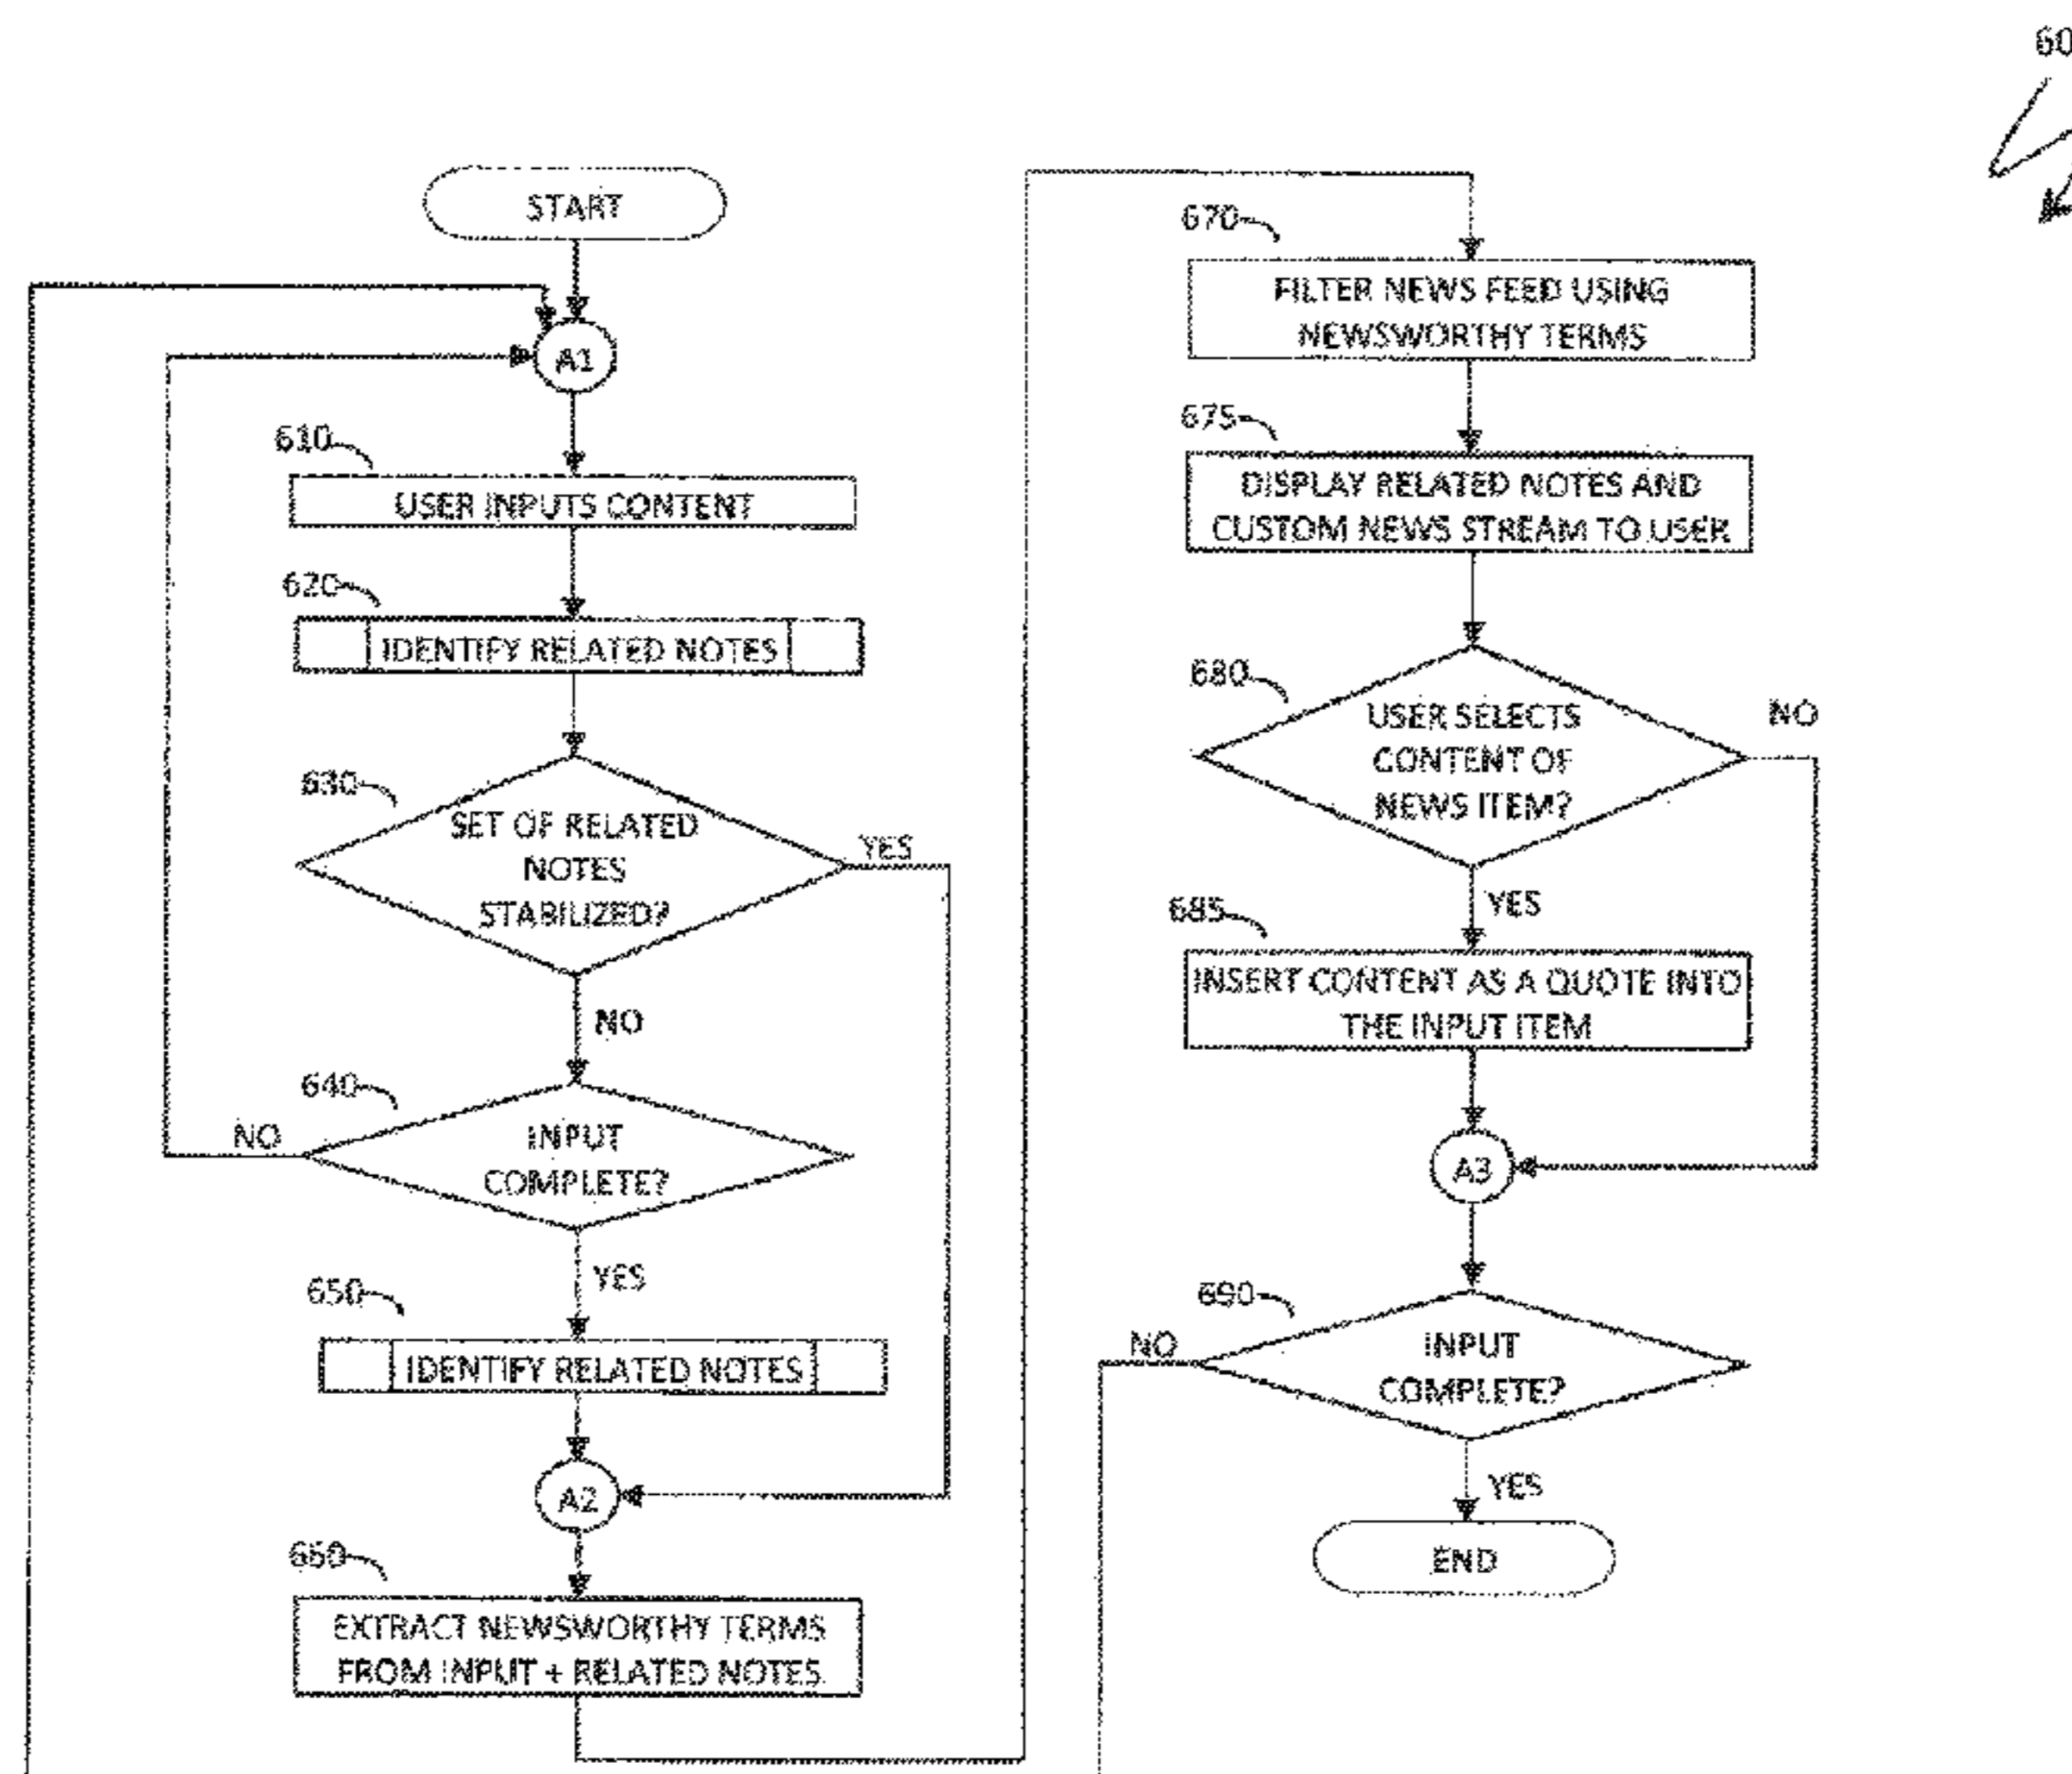 60
START
A1
610
USER INPUTS CONTENT
620
IDENTIFY RELATED NOTES
630
SET OF RELATED
NOTES
STABILIZED?
YES
NO
640
INPUT
COMPLETE?
NO
YES
650
IDENTIFY RELATED NOTES
A2
660
EXTRACT NEWSWORTHY TERMS
FROM INPUT + RELATED NOTES
670
FILTER NEWS FEED USING
NEWSWORTHY TERMS
675
DISPLAY RELATED NOTES AND
CUSTOM NEWS STREAM TO USER
680
USER SELECTS
CONTENT OF
NEWS ITEM?
NO
YES
685
INSERT CONTENT AS A QUOTE INTO
THE INPUT ITEM
A3
690
INPUT
COMPLETE?
NO
YES
END